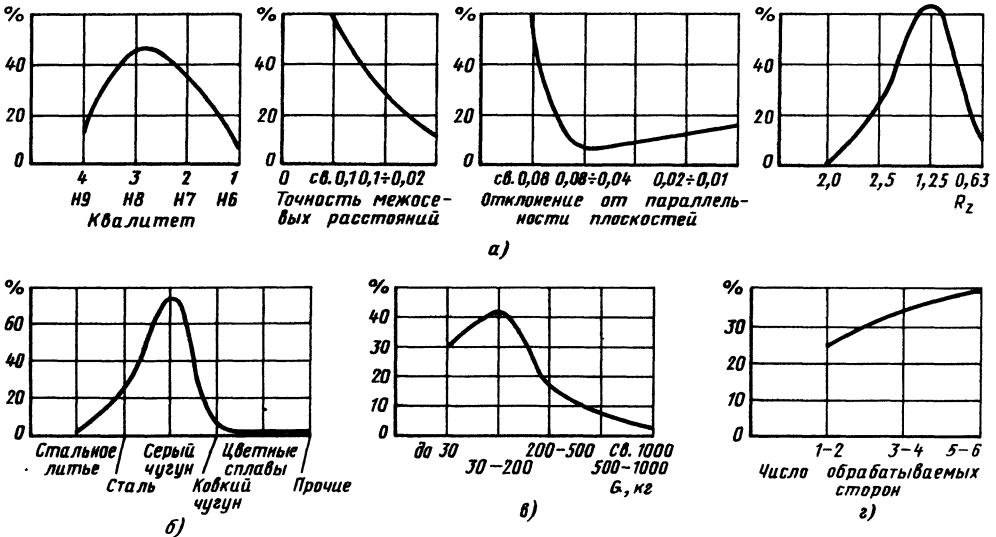 %
40
20
0
4 3 2 1
H9 H8 H7 H6
Квалитет
%
40
20
0
0 св. 0,1 0,1÷0,02
Точность межосе-
вых расстояний
%
40
20
0
св. 0,08 0,08÷0,04 0,02÷0,01
Отклонение от параллель-
ности плоскостей
%
40
20
0
2,0 2,5 1,25 0,63
Rz
а)
%
60
40
20
0
Стальное
литье
Сталь
Серый
чугун
Ковкий
чугун
Цветные
сплавы
Прочие
б)
%
40
30
20
10
0
до 30 200-500 Св. 1000
30-200 500-1000
G, кг
в)
%
30
20
10
0
1-2 3-4 5-6
Число обрабатываемых
сторон
г)